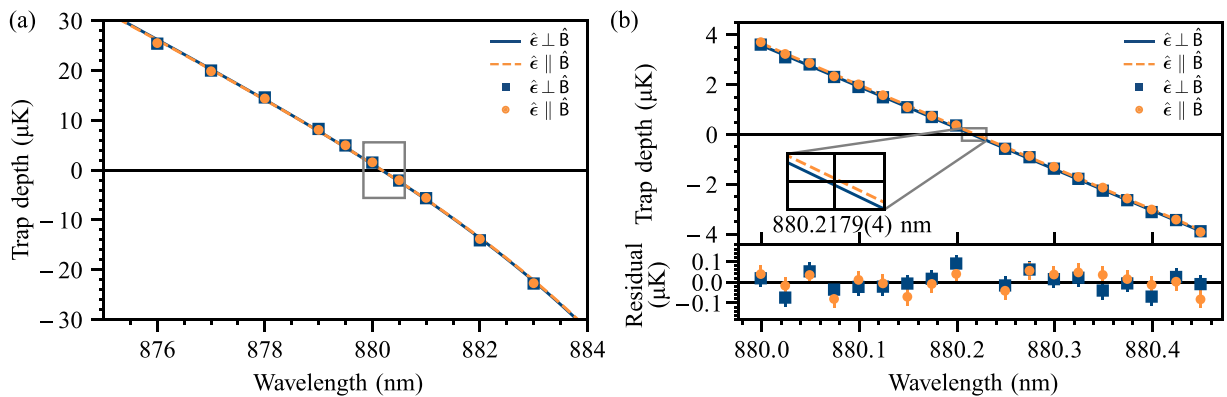 (a)
30
20
10
0
−10
−20
−30
Trap depth (μK)
876
878
880
882
884
Wavelength (nm)
ϵ̂ ⊥ B̂
ϵ̂ ∥ B̂
ϵ̂ ⊥ B̂
ϵ̂ ∥ B̂
(b)
4
2
0
−2
−4
Trap depth (μK)
ϵ̂ ⊥ B̂
ϵ̂ ∥ B̂
ϵ̂ ⊥ B̂
ϵ̂ ∥ B̂
880.2179(4) nm
0.1
0.0
−0.1
Residual
(μK)
880.0
880.1
880.2
880.3
880.4
Wavelength (nm)